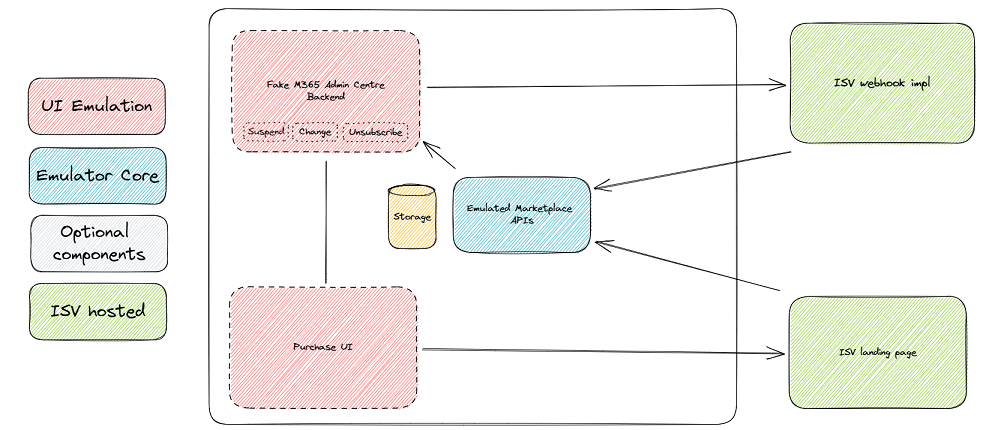 UI Emulation
Emulator Core
Optional
components
ISV hosted
Fake M365 Admin Centre
Backend
Suspend
Change
Unsubscribe
Storage
Emulated Marketplace
APIs
Purchase UI
ISV webhook impl
ISV landing page